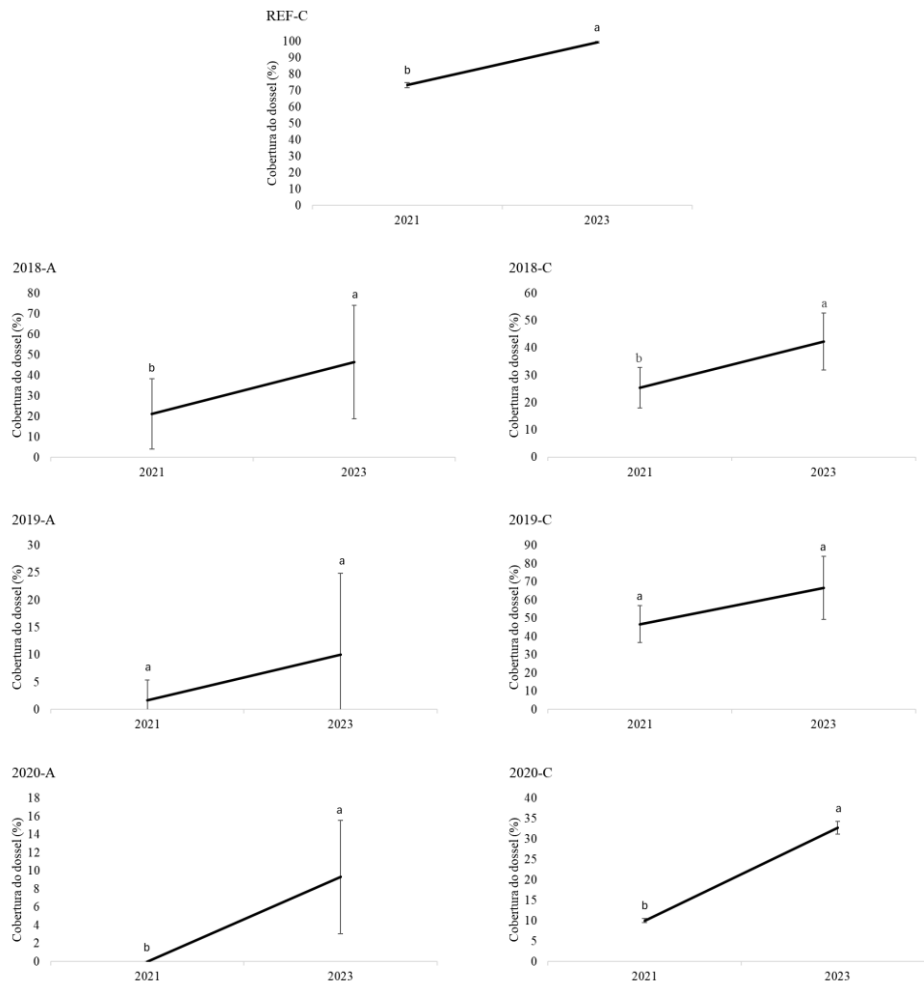 REF-C
Cobertura do dossel (%)
100
90
80
70
60
50
40
30
20
10
0
b
a
2021
2023
2018-A
Cobertura do dossel (%)
80
70
60
50
40
30
20
10
0
b
a
2021
2023
2018-C
Cobertura do dossel (%)
60
50
40
30
20
10
0
b
a
2021
2023
2019-A
Cobertura do dossel (%)
30
25
20
15
10
5
0
a
a
2021
2023
2019-C
Cobertura do dossel (%)
90
80
70
60
50
40
30
20
10
0
a
a
2021
2023
2020-A
Cobertura do dossel (%)
18
16
14
12
10
8
6
4
2
0
b
a
2021
2023
2020-C
Cobertura do dossel (%)
40
35
30
25
20
15
10
5
0
b
a
2021
2023